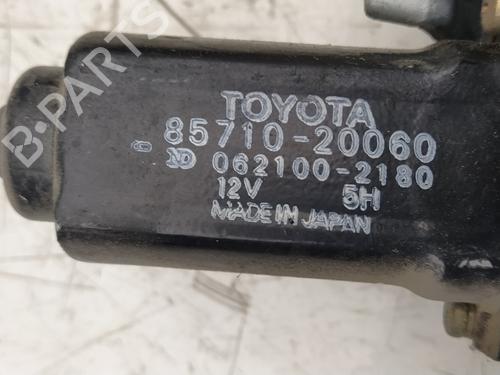 B-PARTS
TOYOTA
85710-20060
ND 062100-2180
12V 5H
MADE IN JAPAN